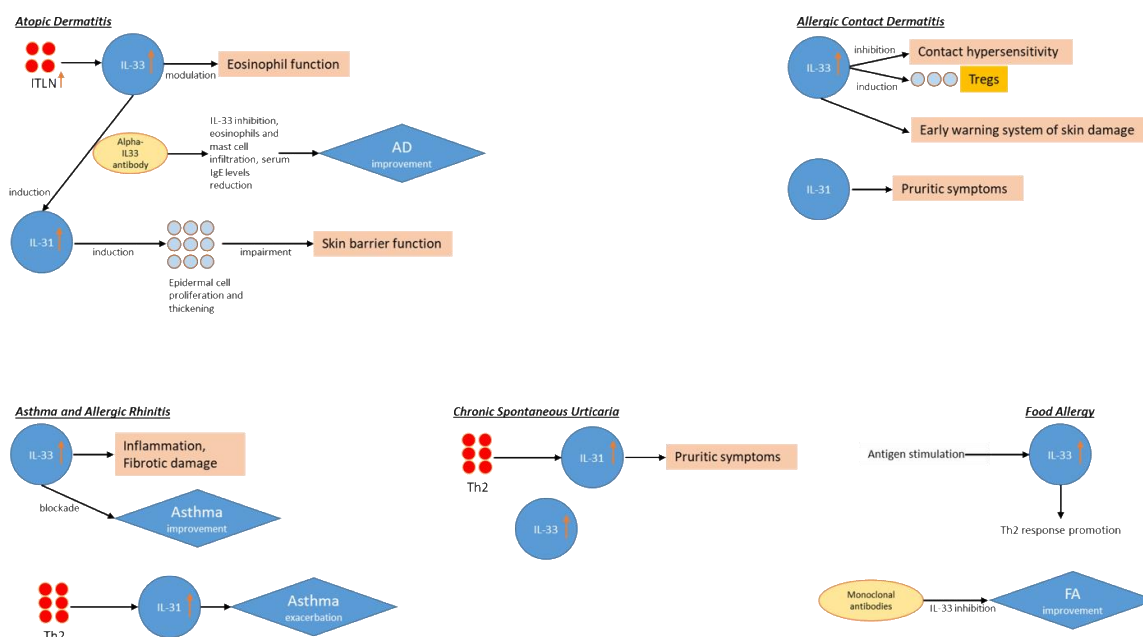 Atopic Dermatitis
ITLN
IL-33
modulation
Eosinophil function
Alpha-
IL33
antibody
IL-33 inhibition,
eosinophils and
mast cell
infiltration, serum
IgE levels
reduction
AD
improvement
induction
IL-31
induction
Epidermal cell
proliferation and
thickening
impairment
Skin barrier function
Allergic Contact Dermatitis
IL-33
inhibition
Contact hypersensitivity
induction
Tregs
Early warning system of skin damage
IL-31
Pruritic symptoms
Asthma and Allergic Rhinitis
IL-33
Inflammation,
Fibrotic damage
blockade
Asthma
improvement
Th2
IL-31
Asthma
exacerbation
Chronic Spontaneous Urticaria
Th2
IL-31
Pruritic symptoms
IL-33
Food Allergy
Antigen stimulation
IL-33
Th2 response promotion
Monoclonal
antibodies
IL-33 inhibition
FA
improvement